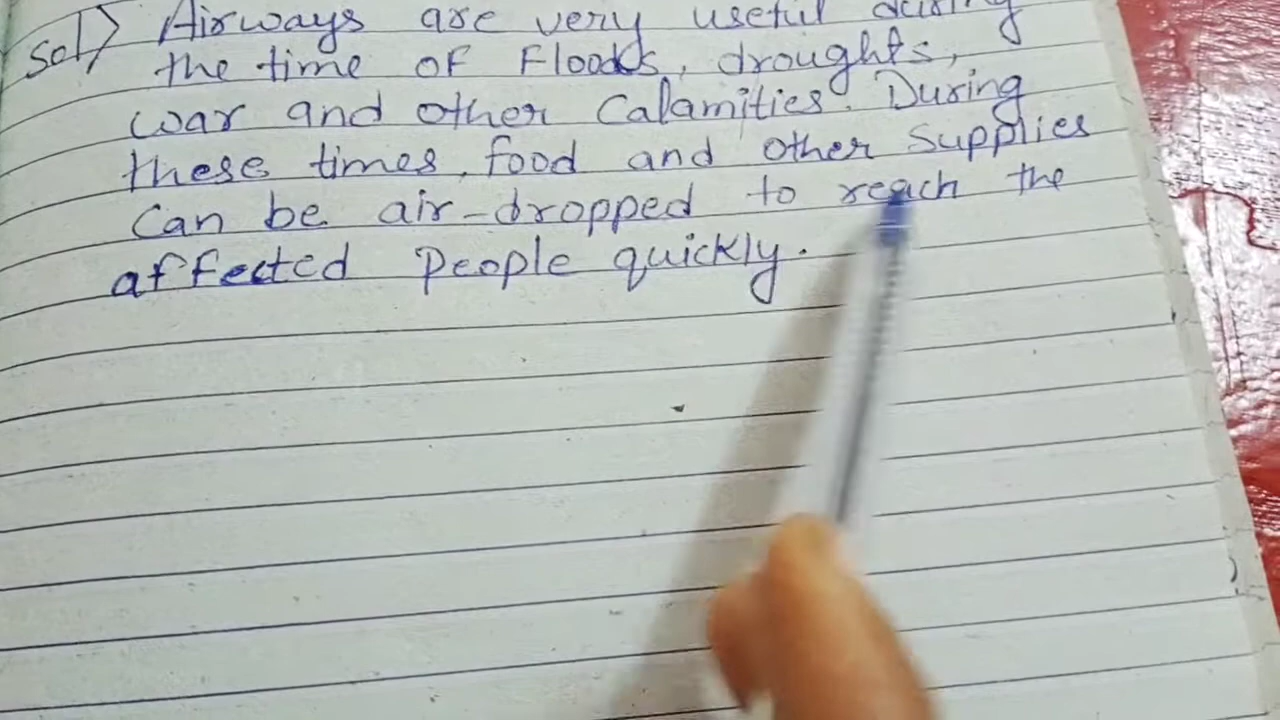 Sol) Airways are very useful during
the time of Floods, droughts,
war and other Calamities. During
these times, food and other Supplies
Can be air-dropped to reach the
affected People quickly.